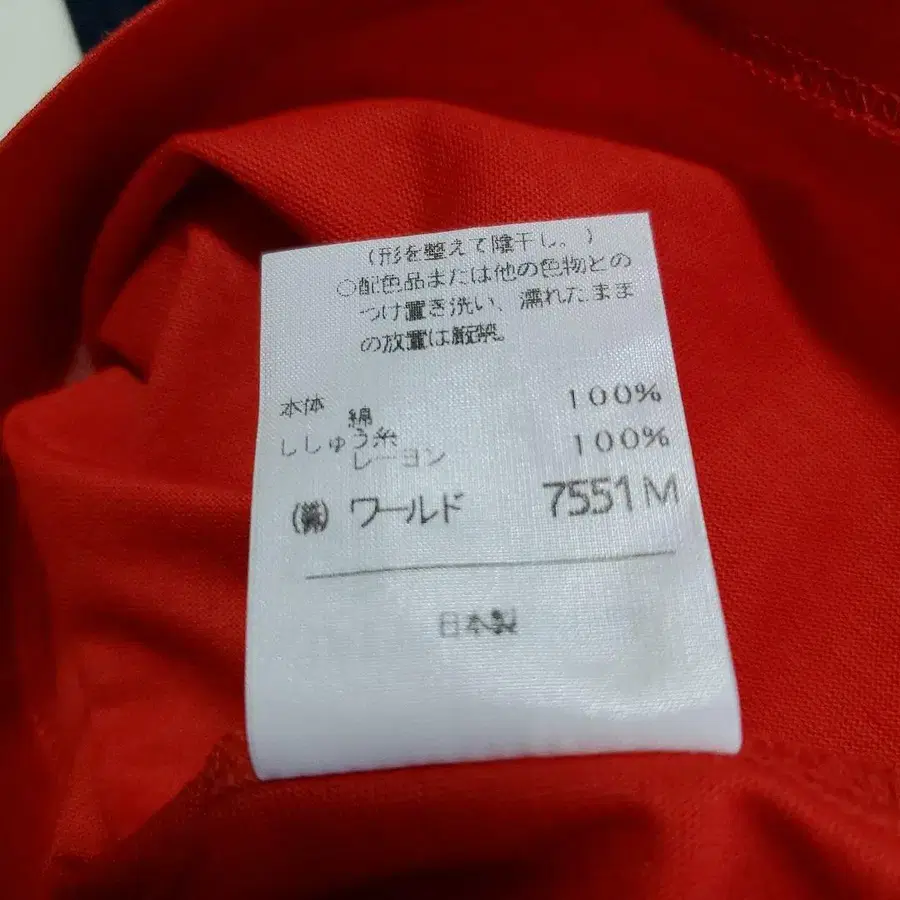 (形を整えて陰干し。)
○配色品または他の色物との
つけ置き洗い、濡れたまま
の放置は厳禁。
本体
綿 100%
ししゅう糸
レーヨン 100%
(株) ワールド 7551M
日本製